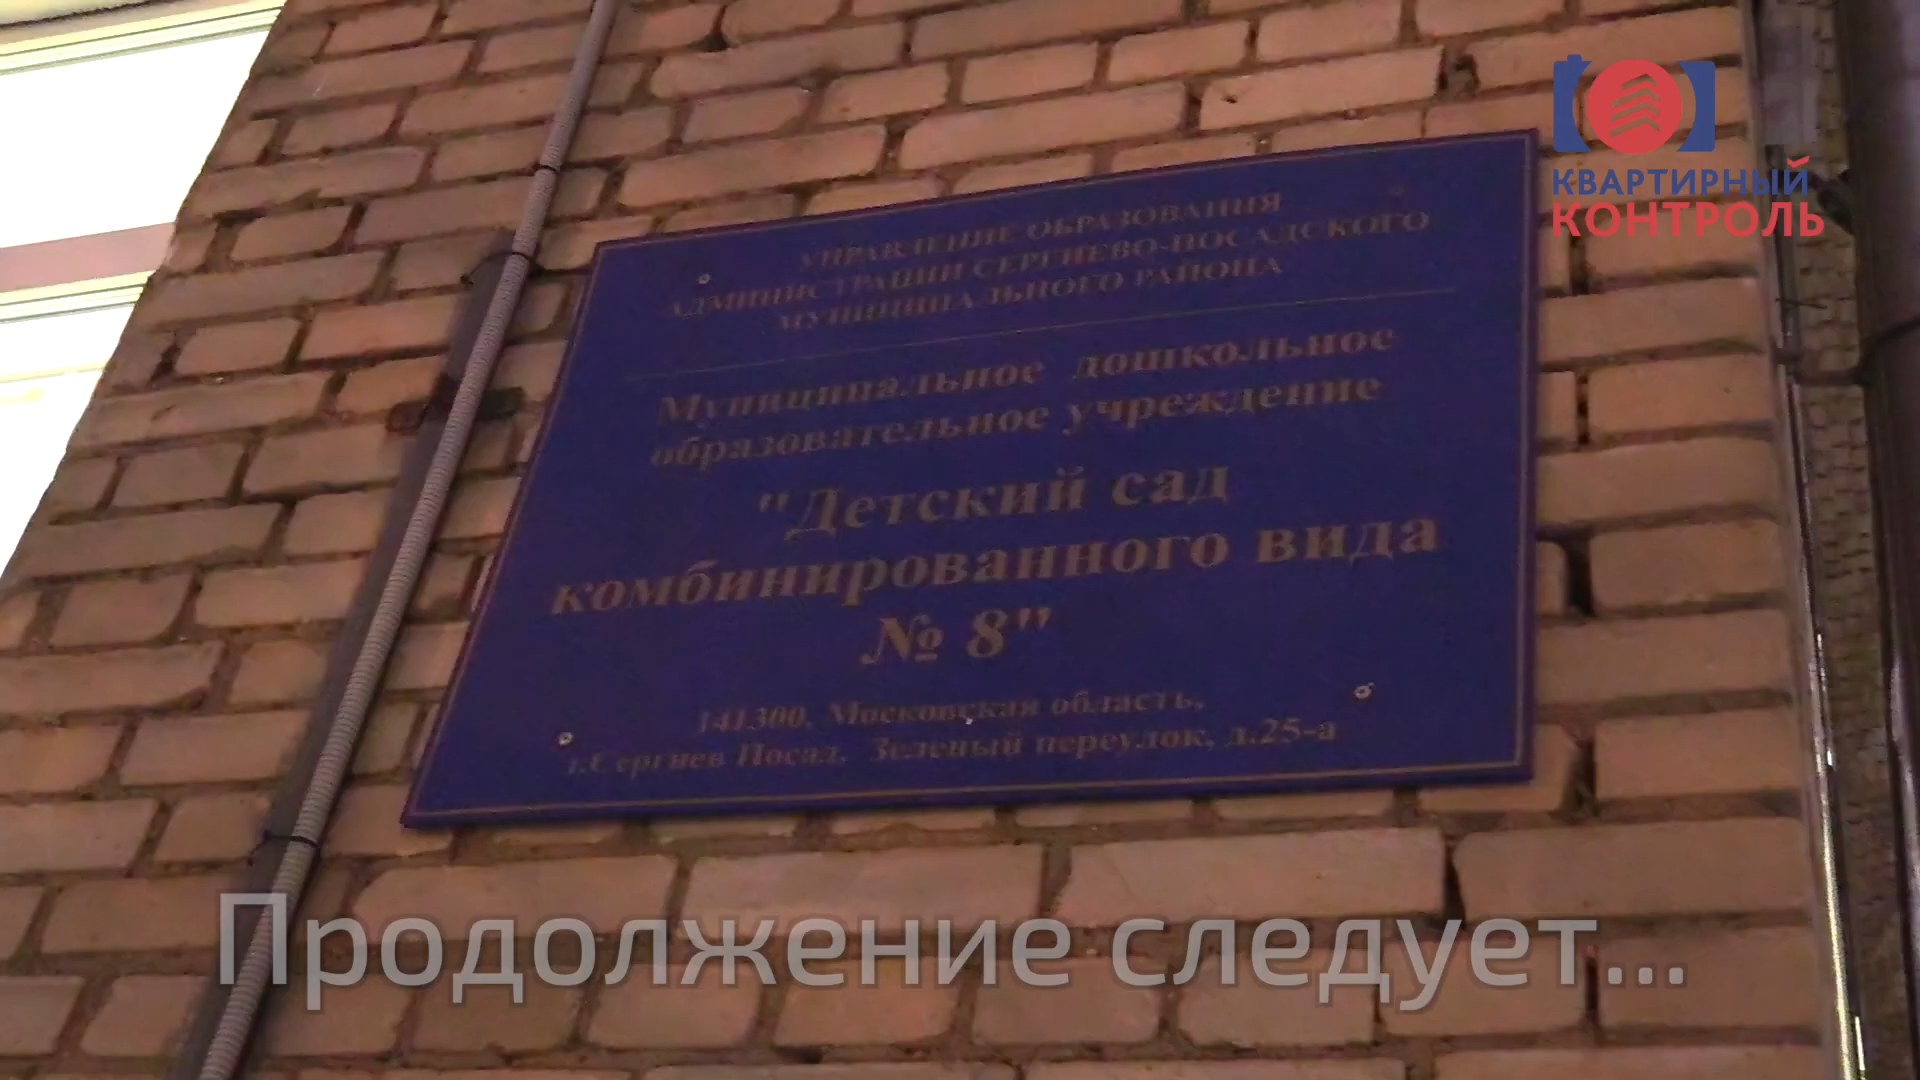 КВАРТИРНЫЙ
КОНТРОЛЬ
УПРАВЛЕНИЕ ОБРАЗОВАНИЯ
АДМИНИСТРАЦИИ СЕРГИЕВО-ПОСАДСКОГО
МУНИЦИПАЛЬНОГО РАЙОНА
Муниципальное дошкольное
образовательное учреждение
"Детский сад
комбинированного вида
№ 8"
141300, Московская область,
г.Сергиев Посад, Зеленый переулок, д.25-а
Продолжение следует...